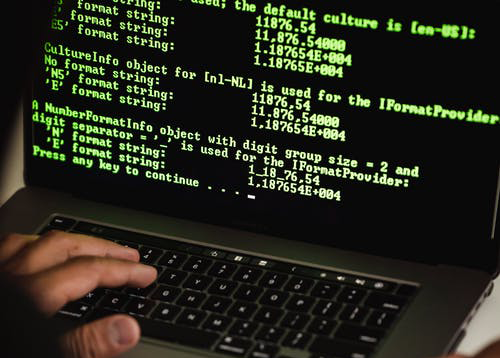 used; the default culture is [en-US]:
format string: 11876.54
' format string: 11,876.54000
format string: 1.187654E+004
E5' format string: 1.18765E+004
CultureInfo object for [nl-NL] is used for the IFormatProvider
No format string: 11876,54
'N5' format string: 11.876,54000
'E' format string: 1,187654E+004
A NumberFormatInfo object with digit group size = 2 and
digit separator = '_' is used for the IFormatProvider:
'N' format string: 1_18_76,54
'E' format string: 1,187654E+004
Press any key to continue . . . _